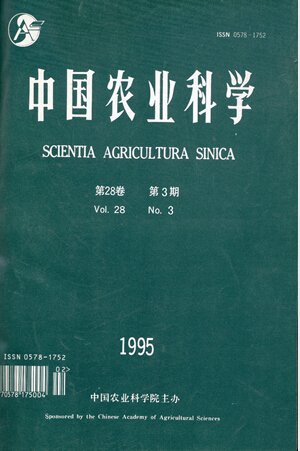 ISSN 0578-1752
中国农业科学
SCIENTIA AGRICULTURA SINICA
第28卷 第3期
Vol. 28 No. 3
ISSN 0578-1752
02>
1995
中国农业科学院主办
Sponsored by the Chinese Academy of Agricultural Sciences